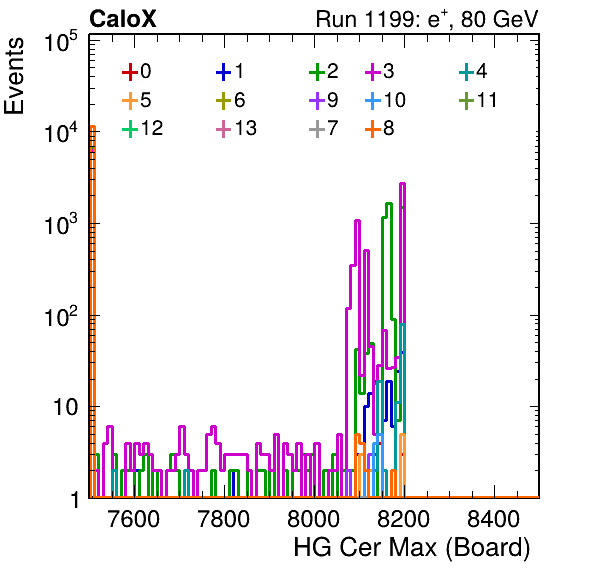 CaloX Run 1199: e⁺, 80 GeV
Events
10⁵
0 1 2 3 4
5 6 9 10 11
12 13 7 8
10⁴
10³
10²
10
1
7600 7800 8000 8200 8400
HG Cer Max (Board)